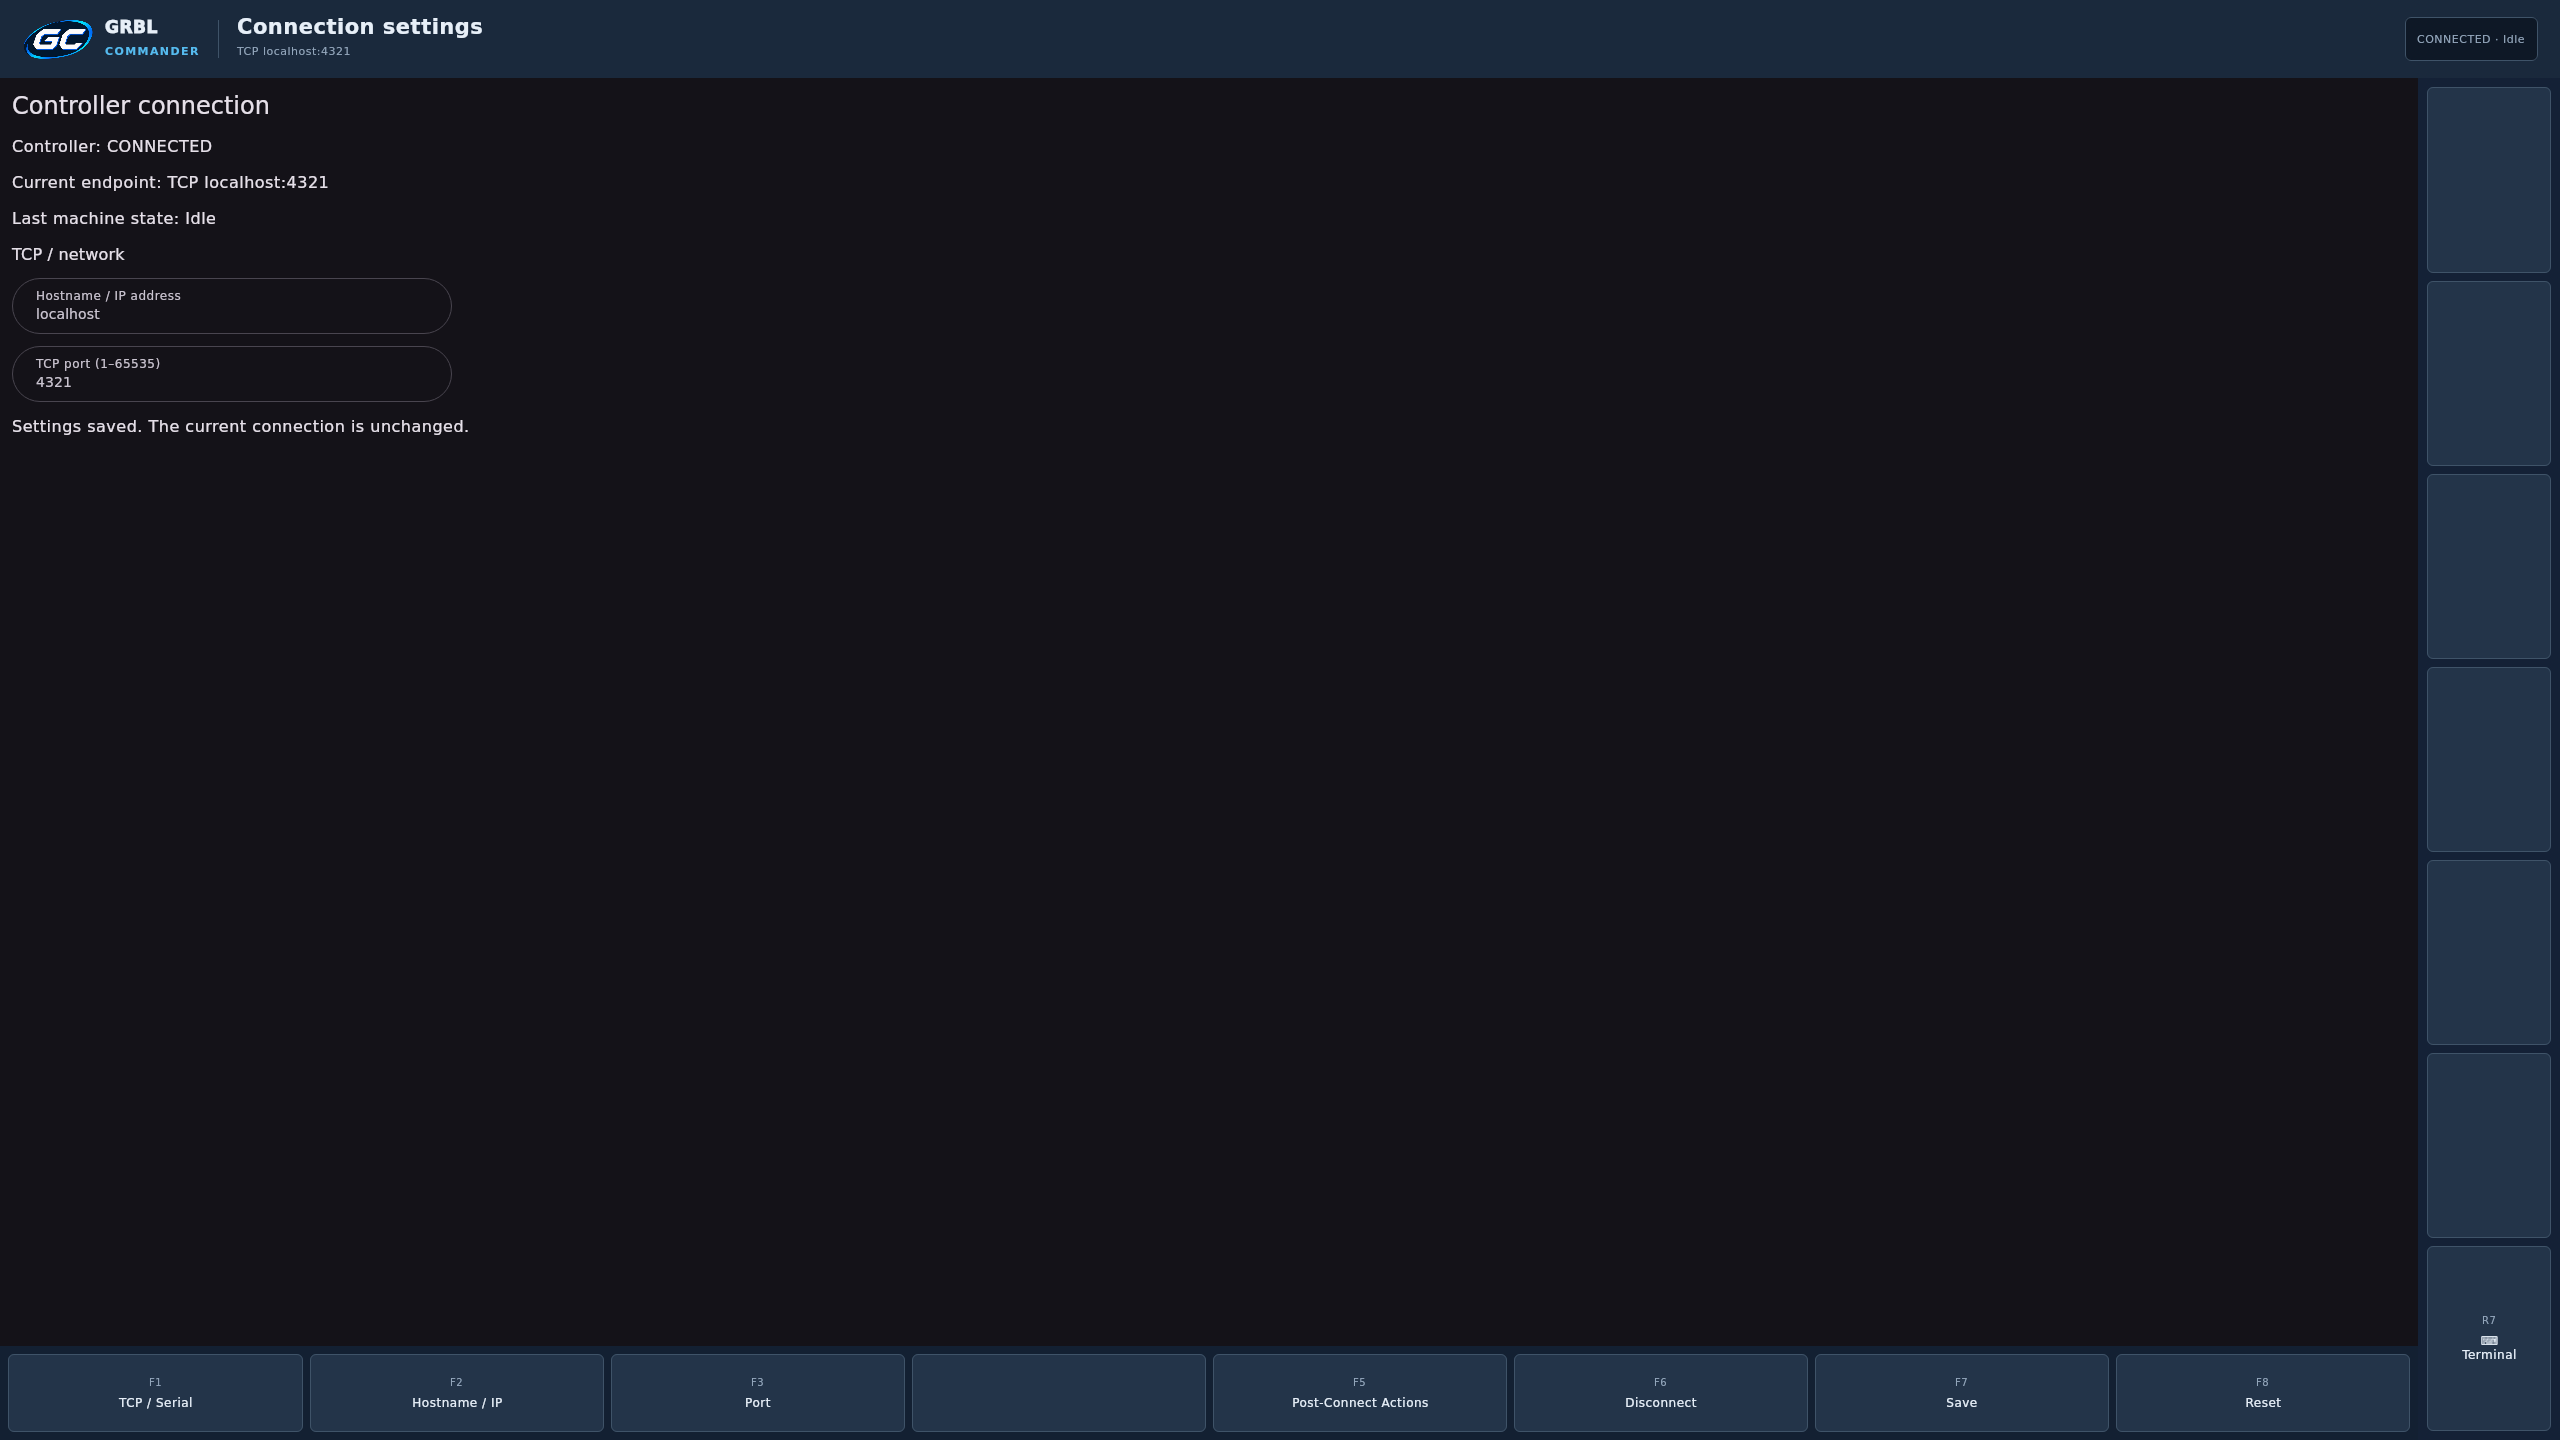 GC
GRBL
COMMANDER
Connection settings
TCP localhost:4321
CONNECTED · Idle
Controller connection
Controller: CONNECTED
Current endpoint: TCP localhost:4321
Last machine state: Idle
TCP / network
Hostname / IP address
localhost
TCP port (1–65535)
4321
Settings saved. The current connection is unchanged.
R7
Terminal
F1
TCP / Serial
F2
Hostname / IP
F3
Port
F5
Post-Connect Actions
F6
Disconnect
F7
Save
F8
Reset